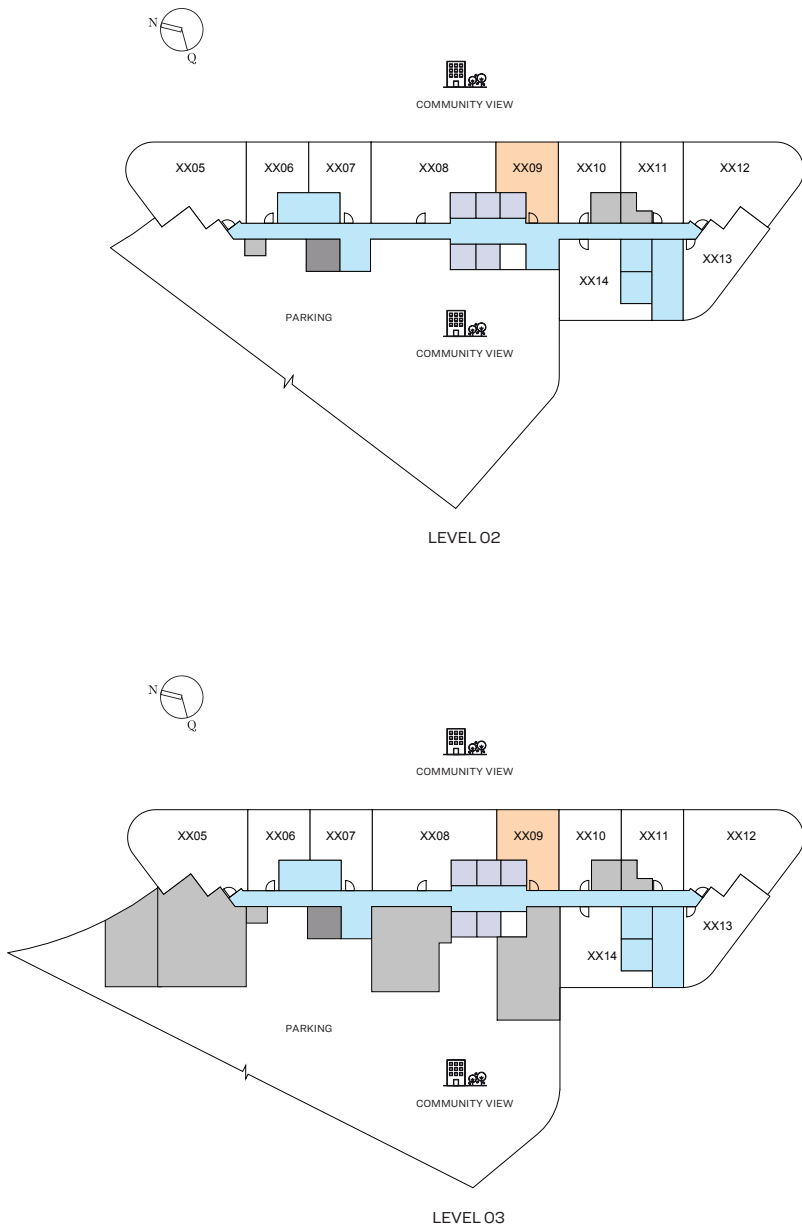 N
Q
COMMUNITY VIEW
XX05 XX06 XX07 XX08 XX09 XX10 XX11 XX12
XX13
XX14
PARKING
COMMUNITY VIEW
LEVEL 02
N
Q
COMMUNITY VIEW
XX05 XX06 XX07 XX08 XX09 XX10 XX11 XX12
XX13
XX14
PARKING
COMMUNITY VIEW
LEVEL 03